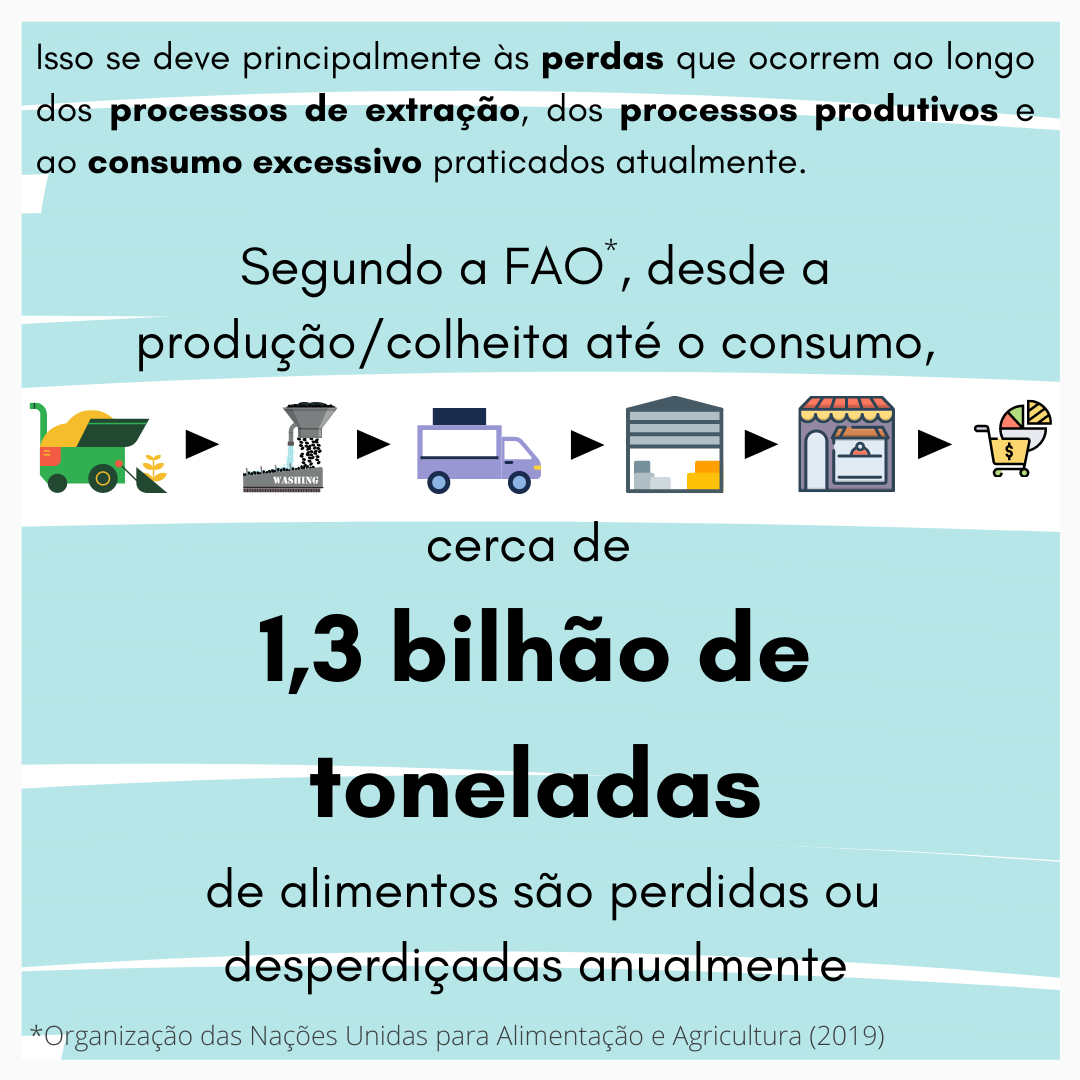 Isso se deve principalmente às perdas que ocorrem ao longo
dos processos de extração, dos processos produtivos e
ao consumo excessivo praticados atualmente.
Segundo a FAO*, desde a
produção/colheita até o consumo,
WASHING
$
cerca de
1,3 bilhão de
toneladas
de alimentos são perdidas ou
desperdiçadas anualmente
*Organização das Nações Unidas para Alimentação e Agricultura (2019)